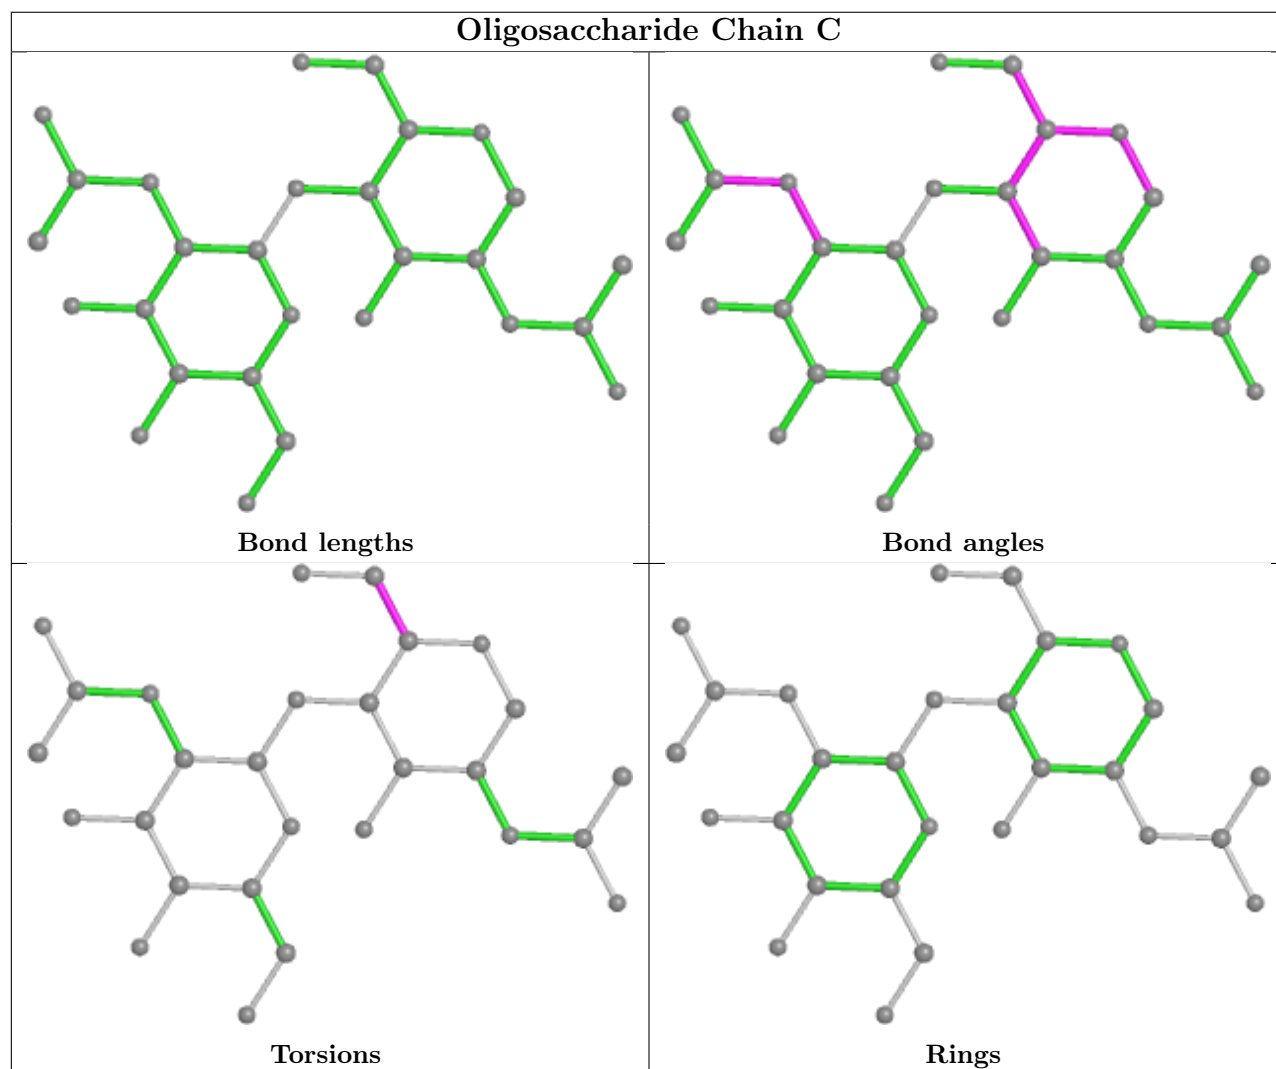 Oligosaccharide Chain C
Bond lengths
Bond angles
Torsions
Rings